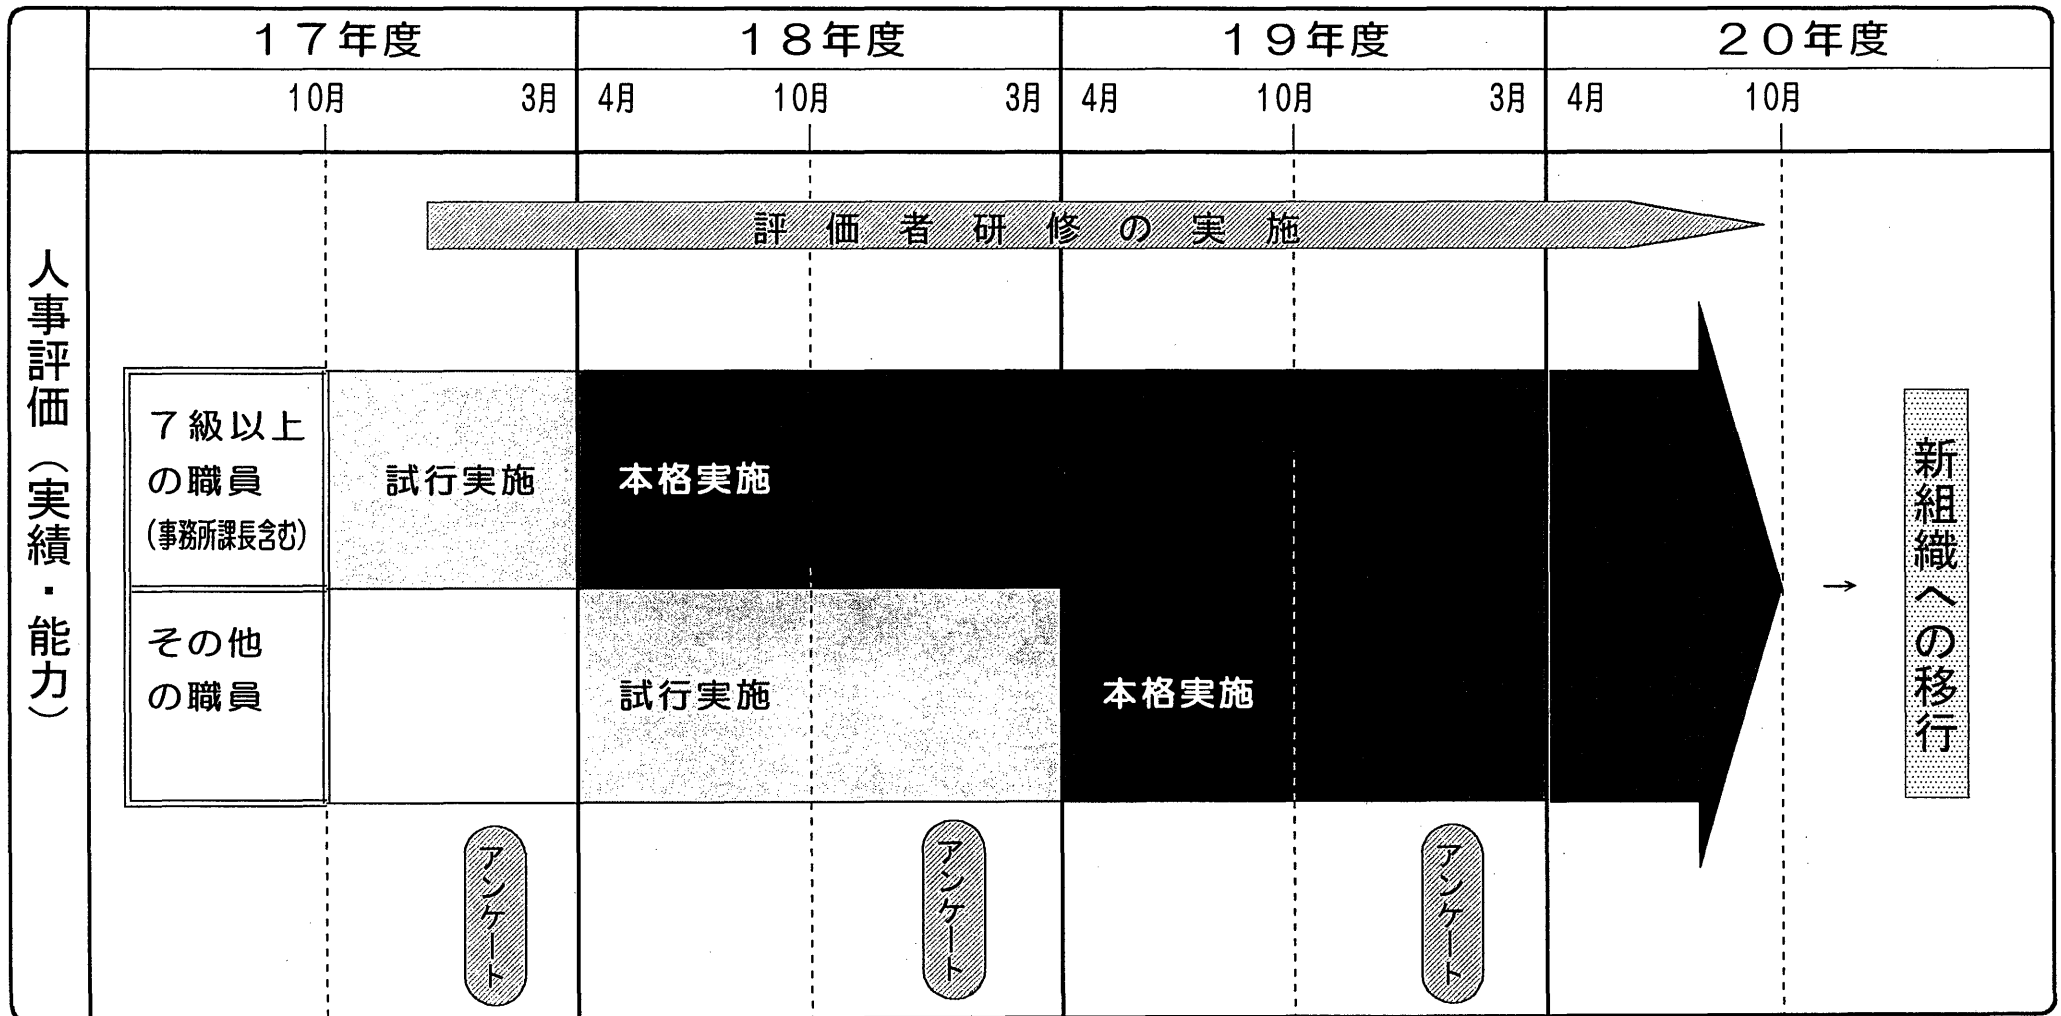 １７年度
１８年度
１９年度
２０年度
10月
3月
4月
10月
3月
4月
10月
3月
4月
10月
人事評価（実績・能力）
評価者研修の実施
７級以上
の職員
(事務所課長含む)
試行実施
本格実施
その他
の職員
試行実施
本格実施
→
新組織への移行
アンケート
アンケート
アンケート